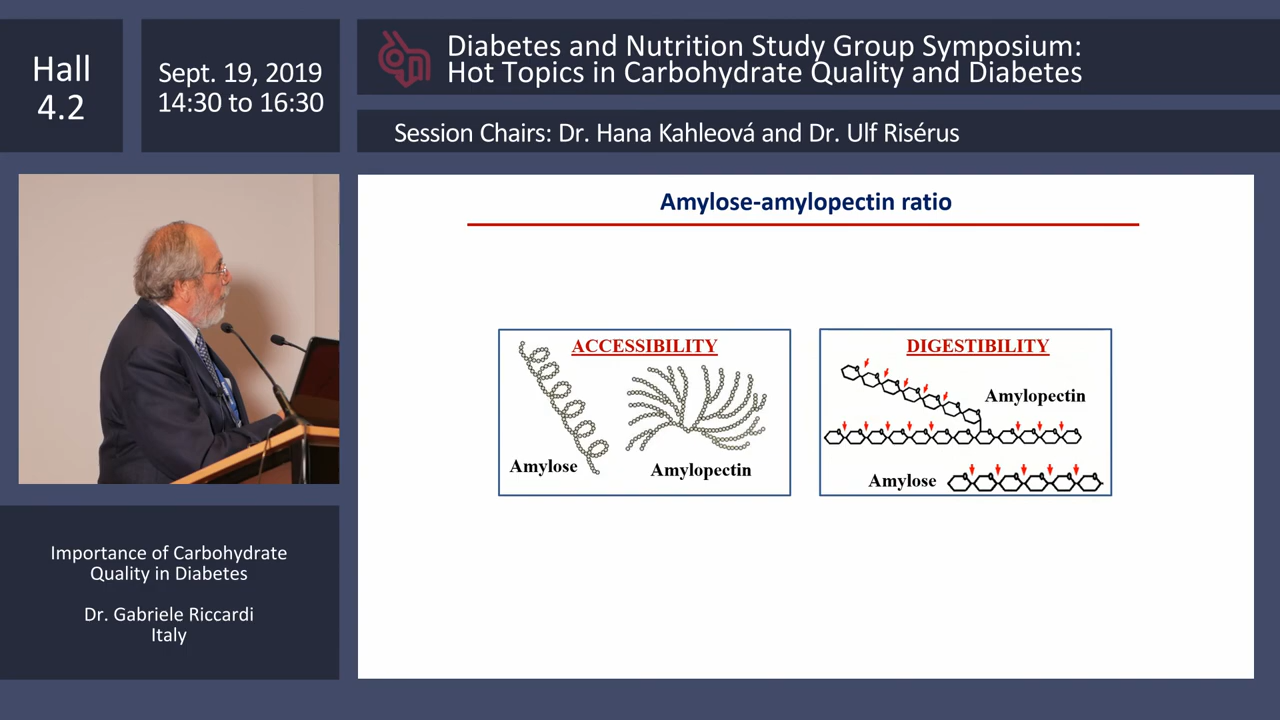 Hall
4.2
Sept. 19, 2019
14:30 to 16:30
Diabetes and Nutrition Study Group Symposium:
Hot Topics in Carbohydrate Quality and Diabetes
Session Chairs: Dr. Hana Kahleová and Dr. Ulf Risérus
Amylose-amylopectin ratio
ACCESSIBILITY
Amylose
Amylopectin
DIGESTIBILITY
Amylopectin
Amylose
Importance of Carbohydrate
Quality in Diabetes
Dr. Gabriele Riccardi
Italy